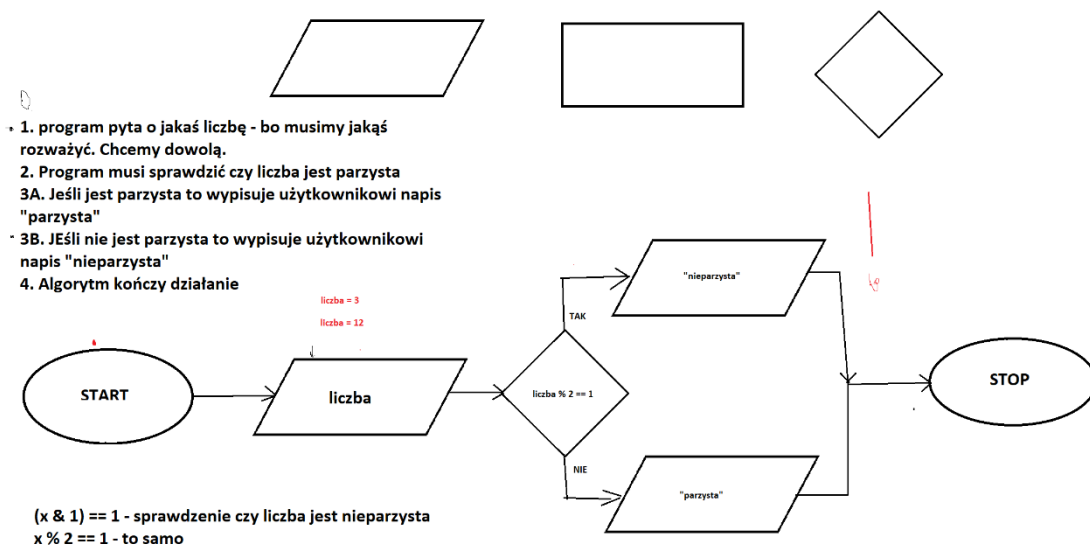 1. program pyta o jakaś liczbę - bo musimy jakąś
rozważyć. Chcemy dowolą.
2. Program musi sprawdzić czy liczba jest parzysta
3A. Jeśli jest parzysta to wypisuje użytkownikowi napis
"parzysta"
3B. JEśli nie jest parzysta to wypisuje użytkownikowi
napis "nieparzysta"
4. Algorytm kończy działanie
liczba = 3
liczba = 12
START
liczba
liczba % 2 == 1
TAK
"nieparzysta"
NIE
"parzysta"
STOP
(x & 1) == 1 - sprawdzenie czy liczba jest nieparzysta
x % 2 == 1 - to samo